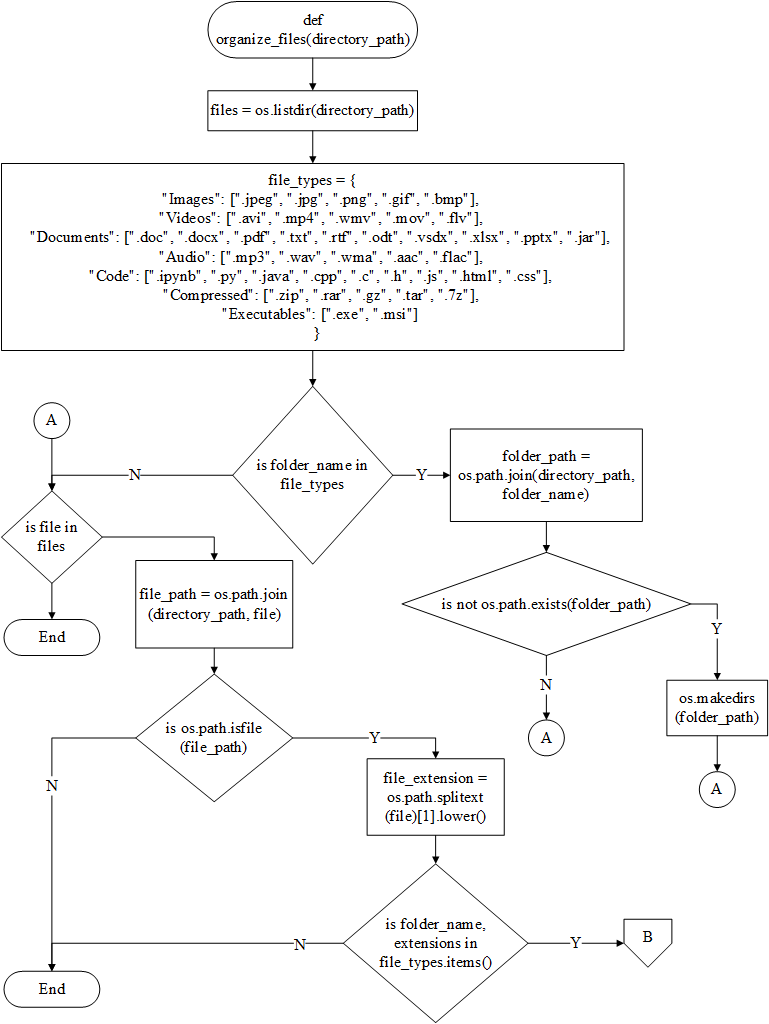 def
organize_files(directory_path)
files = os.listdir(directory_path)
file_types = {
"Images": [".jpeg", ".jpg", ".png", ".gif", ".bmp"],
"Videos": [".avi", ".mp4", ".wmv", ".mov", ".flv"],
"Documents": [".doc", ".docx", ".pdf", ".txt", ".rtf", ".odt", ".vsdx", ".xlsx", ".pptx", ".jar"],
"Audio": [".mp3", ".wav", ".wma", ".aac", ".flac"],
"Code": [".ipynb", ".py", ".java", ".cpp", ".c", ".h", ".js", ".html", ".css"],
"Compressed": [".zip", ".rar", ".gz", ".tar", ".7z"],
"Executables": [".exe", ".msi"]
}
A
is folder_name in
file_types
N
Y
folder_path =
os.path.join(directory_path,
folder_name)
is file in
files
End
file_path = os.path.join
(directory_path, file)
is not os.path.exists(folder_path)
Y
N
os.makedirs
(folder_path)
A
A
is os.path.isfile
(file_path)
N
Y
file_extension =
os.path.splitext
(file)[1].lower()
is folder_name,
extensions in
file_types.items()
N
Y
B
End